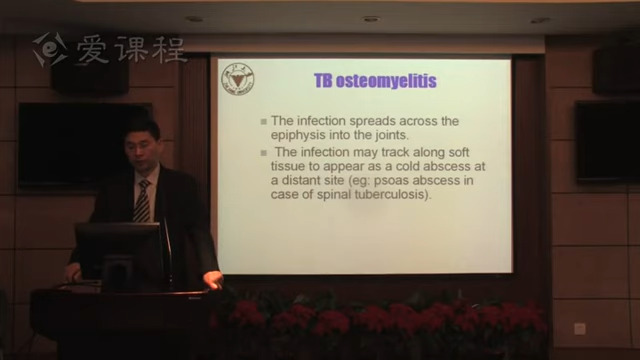 爱课程
TB osteomyelitis
The infection spreads across the
epiphysis into the joints.
The infection may track along soft
tissue to appear as a cold abscess at
a distant site (eg: psoas abscess in
case of spinal tuberculosis).